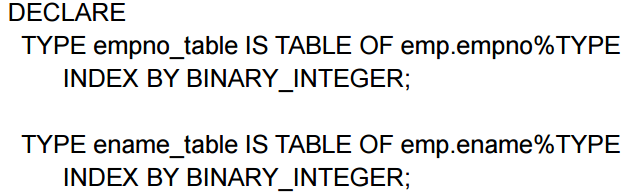 DECLARE
TYPE empno_table IS TABLE OF emp.empno%TYPE
INDEX BY BINARY_INTEGER;
TYPE ename_table IS TABLE OF emp.ename%TYPE
INDEX BY BINARY_INTEGER;